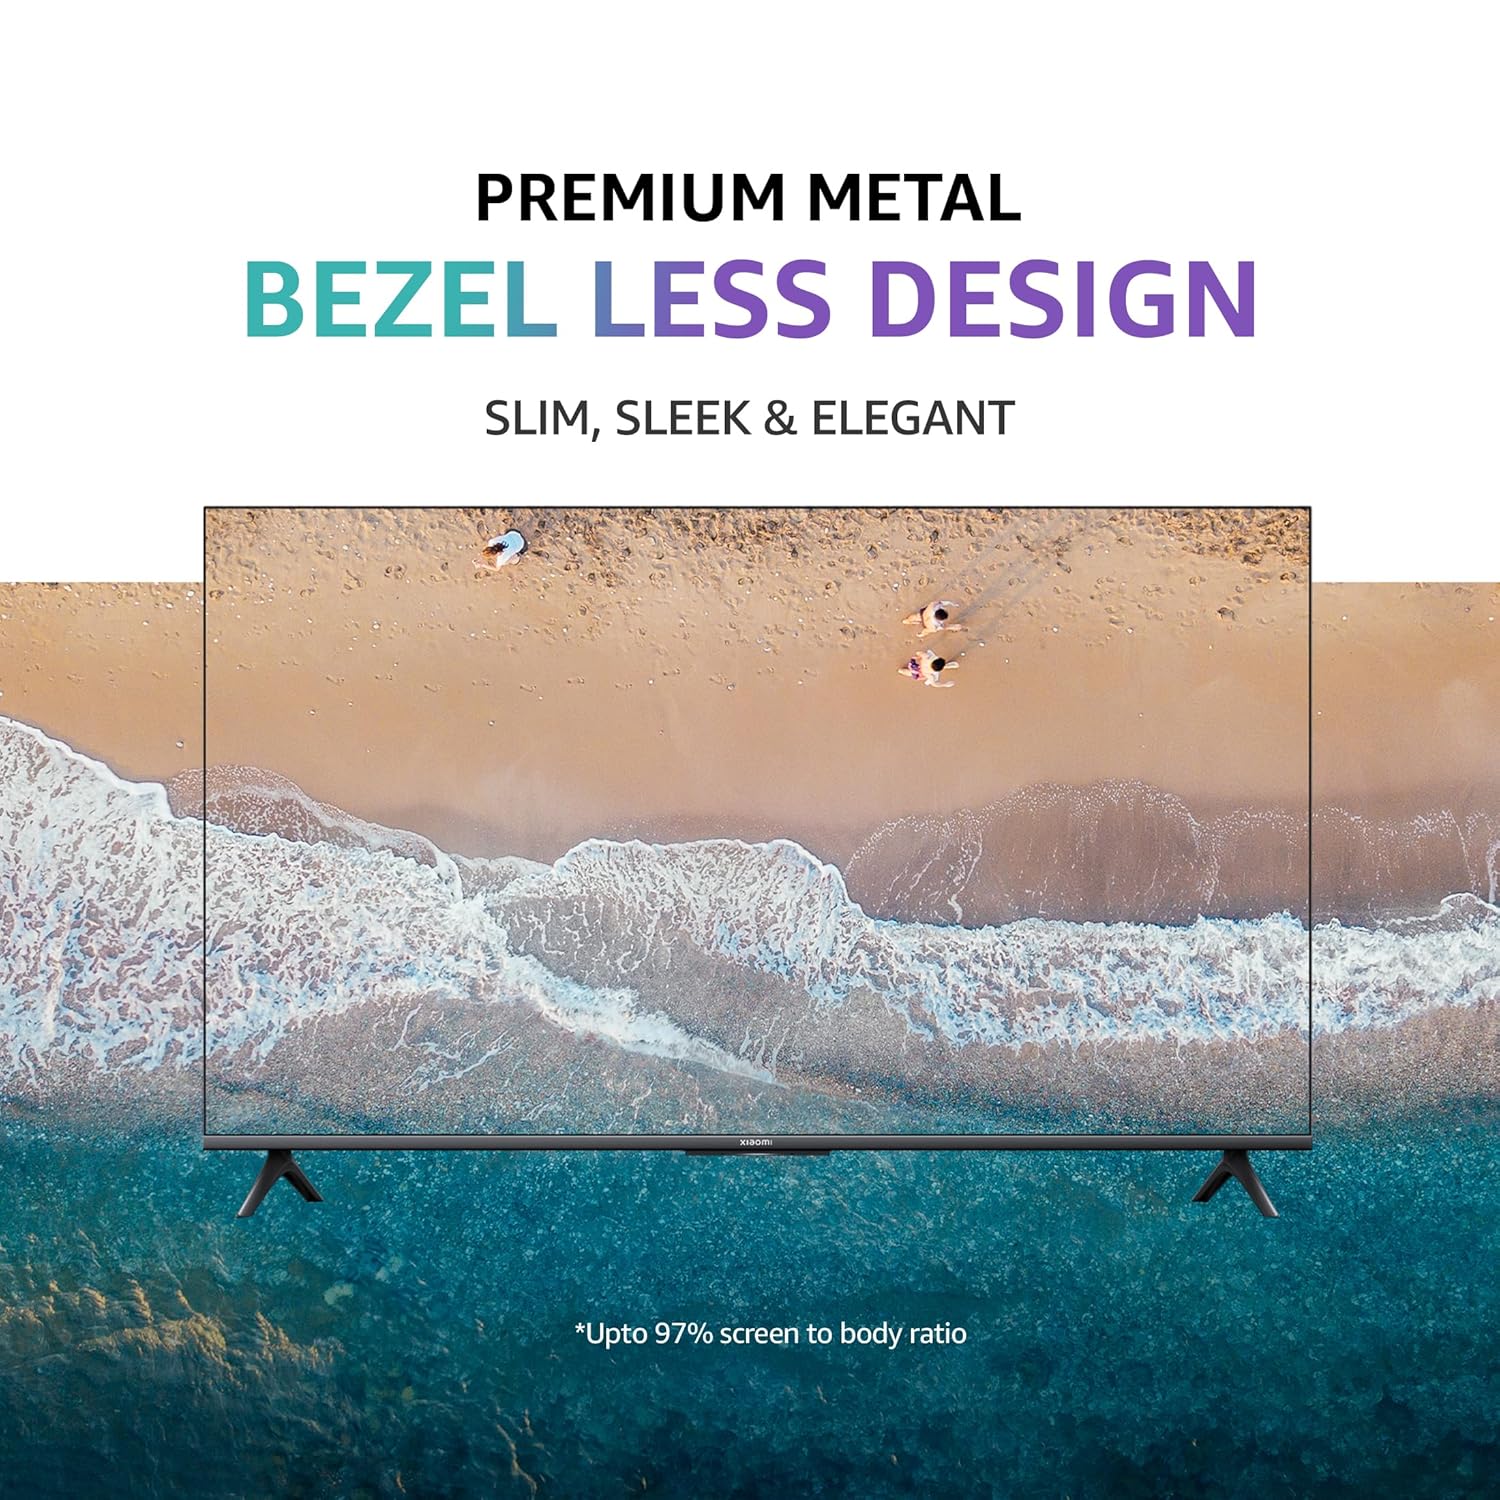 PREMIUM METAL
BEZEL LESS DESIGN
SLIM, SLEEK & ELEGANT
xiaomi
*Upto 97% screen to body ratio